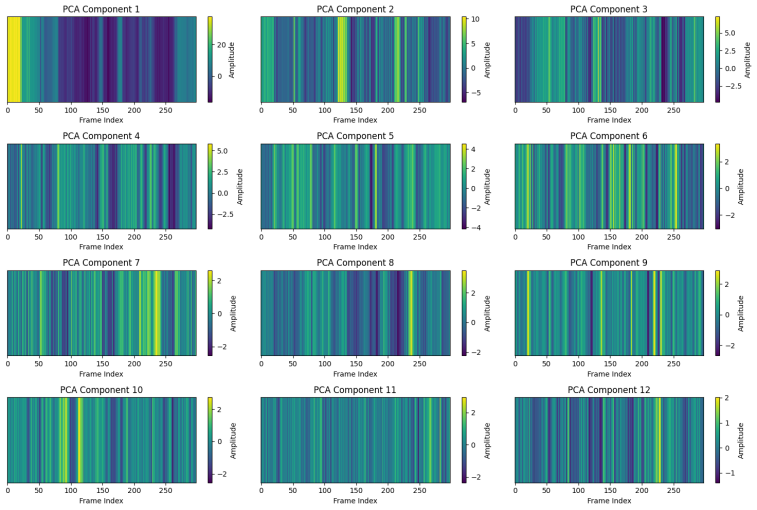 PCA Component 1
20
0
Amplitude
0 50 100 150 200 250
Frame Index
PCA Component 2
10
5
0
−5
Amplitude
0 50 100 150 200 250
Frame Index
PCA Component 3
5.0
2.5
0.0
−2.5
Amplitude
0 50 100 150 200 250
Frame Index
PCA Component 4
5.0
2.5
0.0
−2.5
Amplitude
0 50 100 150 200 250
Frame Index
PCA Component 5
4
2
0
−2
−4
Amplitude
0 50 100 150 200 250
Frame Index
PCA Component 6
2
0
−2
Amplitude
0 50 100 150 200 250
Frame Index
PCA Component 7
2
0
−2
Amplitude
0 50 100 150 200 250
Frame Index
PCA Component 8
2
0
−2
Amplitude
0 50 100 150 200 250
Frame Index
PCA Component 9
2
0
−2
Amplitude
0 50 100 150 200 250
Frame Index
PCA Component 10
2
0
−2
Amplitude
0 50 100 150 200 250
Frame Index
PCA Component 11
2
0
−2
Amplitude
0 50 100 150 200 250
Frame Index
PCA Component 12
2
1
0
−1
Amplitude
0 50 100 150 200 250
Frame Index